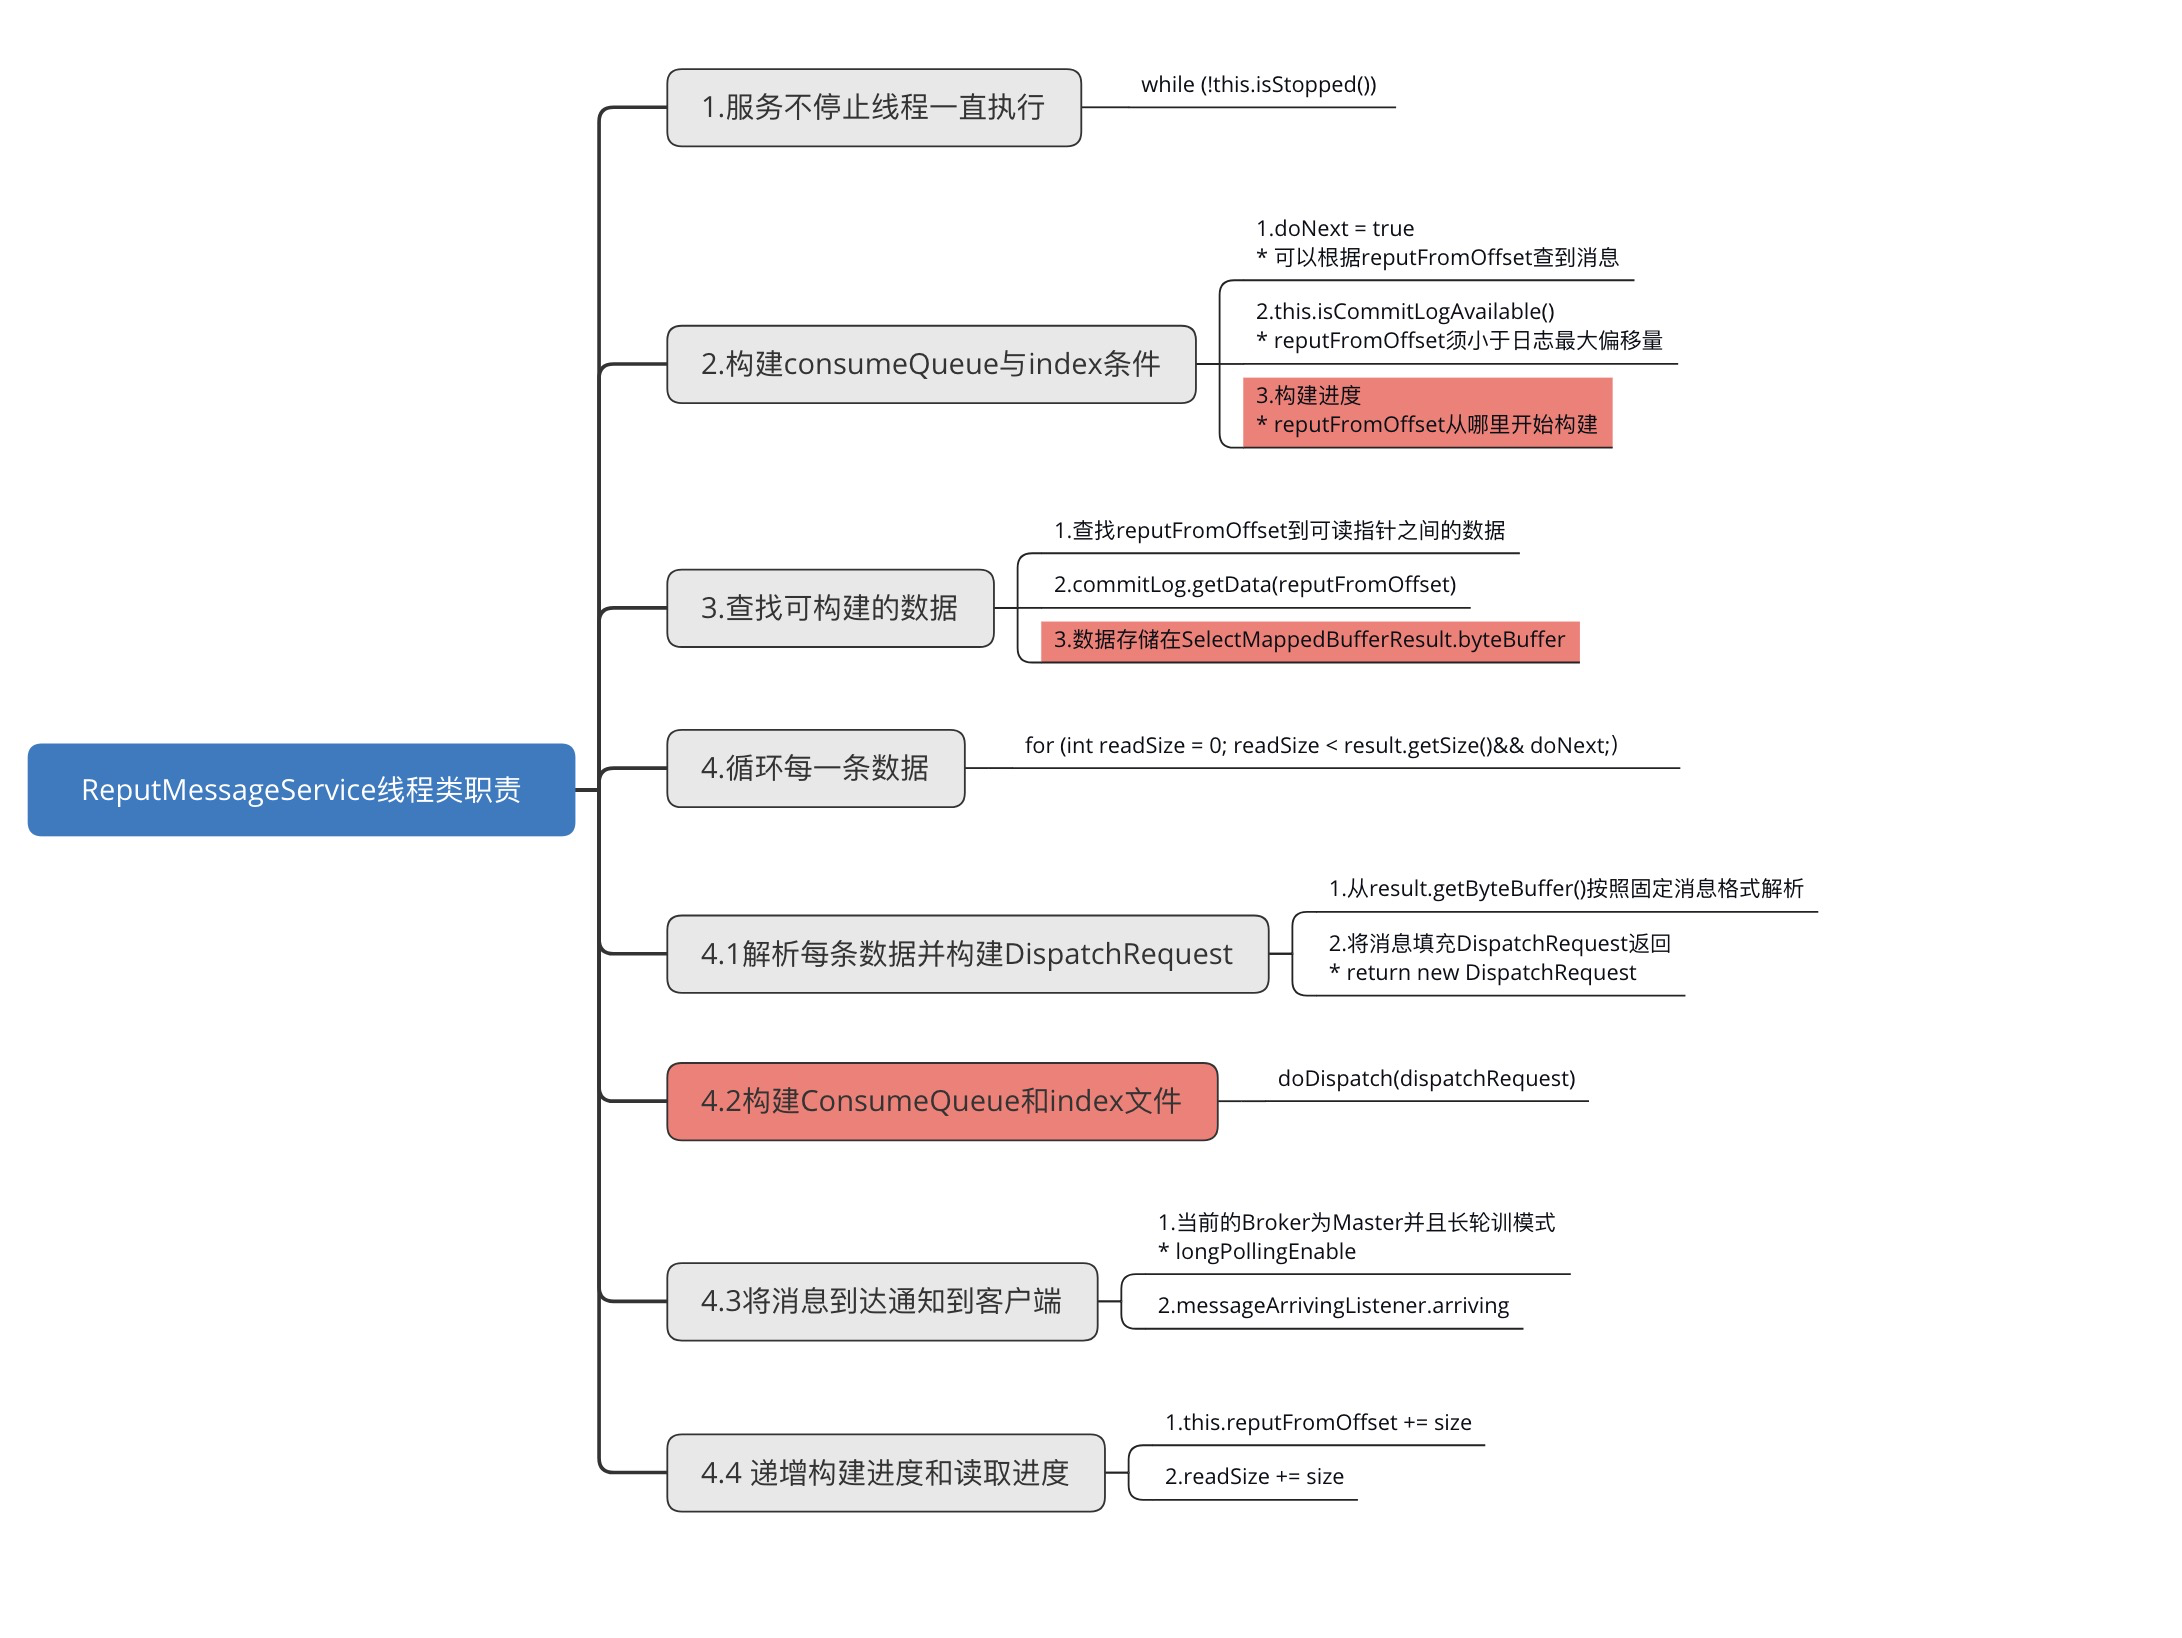 ReputMessageService线程类职责
1.服务不停止线程一直执行
while (!this.isStopped())
2.构建consumeQueue与index条件
1.doNext = true
* 可以根据reputFromOffset查到消息
2.this.isCommitLogAvailable()
* reputFromOffset须小于日志最大偏移量
3.构建进度
* reputFromOffset从哪里开始构建
3.查找可构建的数据
1.查找reputFromOffset到可读指针之间的数据
2.commitLog.getData(reputFromOffset)
3.数据存储在SelectMappedBufferResult.byteBuffer
4.循环每一条数据
for (int readSize = 0; readSize < result.getSize()&& doNext;）
4.1解析每条数据并构建DispatchRequest
1.从result.getByteBuffer()按照固定消息格式解析
2.将消息填充DispatchRequest返回
* return new DispatchRequest
4.2构建ConsumeQueue和index文件
doDispatch(dispatchRequest)
4.3将消息到达通知到客户端
1.当前的Broker为Master并且长轮训模式
* longPollingEnable
2.messageArrivingListener.arriving
4.4 递增构建进度和读取进度
1.this.reputFromOffset += size
2.readSize += size